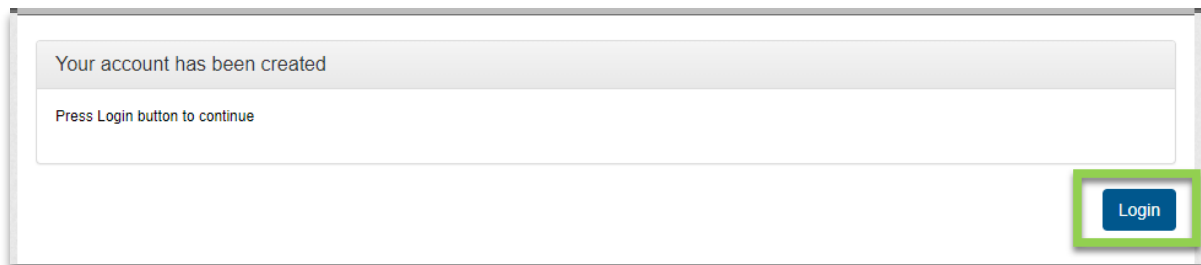 Your account has been created
Press Login button to continue
Login